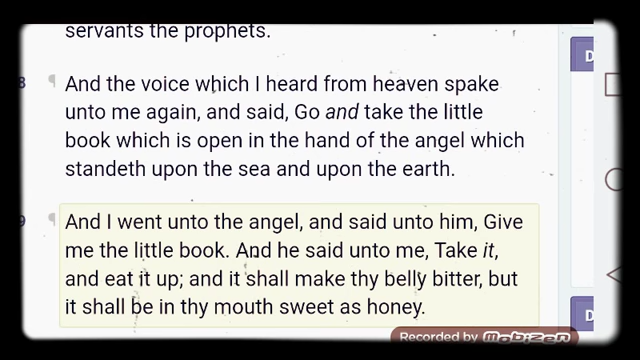 servants the prophets.
8 ¶ And the voice which I heard from heaven spake
unto me again, and said, Go and take the little
book which is open in the hand of the angel which
standeth upon the sea and upon the earth.
9 ¶ And I went unto the angel, and said unto him, Give
me the little book. And he said unto me, Take it,
and eat it up; and it shall make thy belly bitter, but
it shall be in thy mouth sweet as honey.
D
D
Recorded by Mobizen